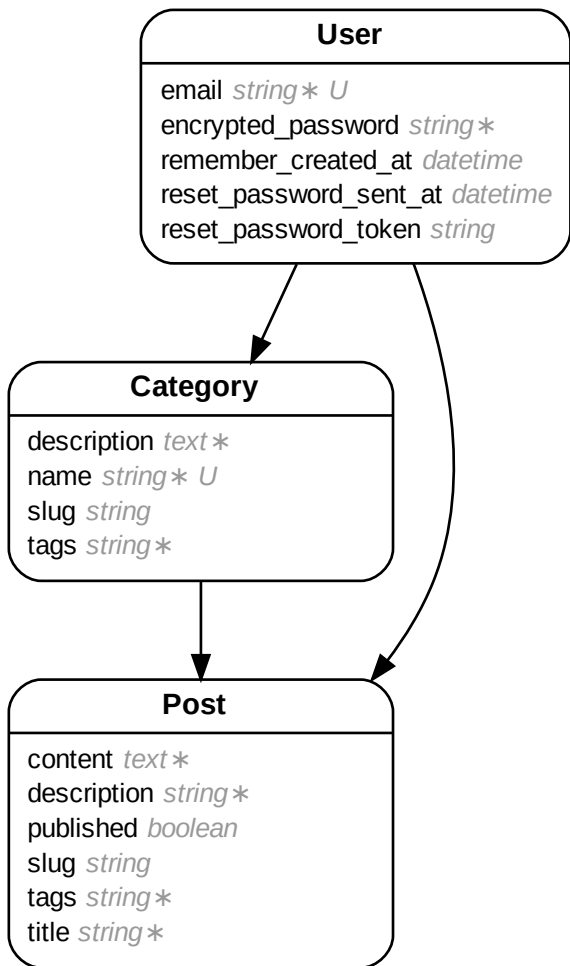 User
email string∗ U
encrypted_password string∗
remember_created_at datetime
reset_password_sent_at datetime
reset_password_token string
Category
description text∗
name string∗ U
slug string
tags string∗
Post
content text∗
description string∗
published boolean
slug string
tags string∗
title string∗